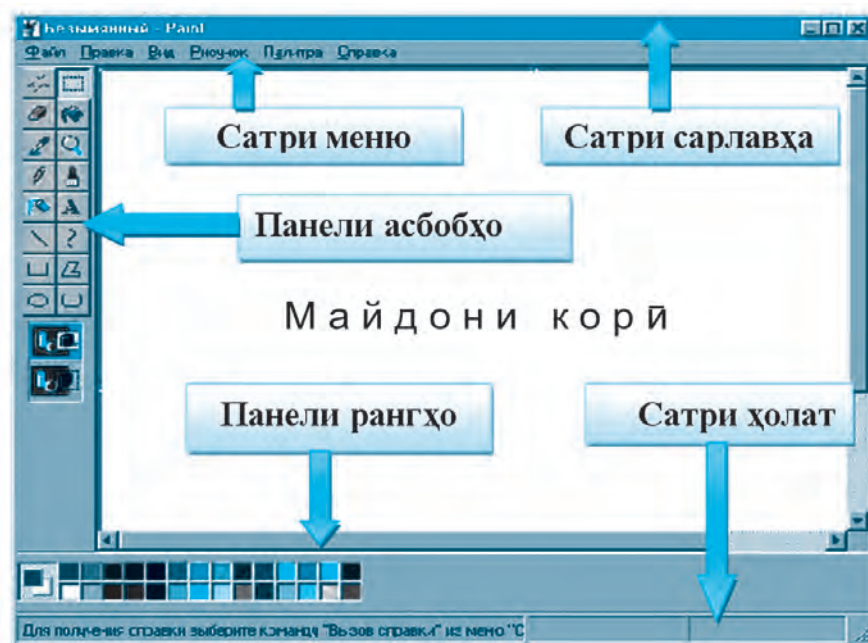 Безымянный - Paint
Файл Правка Вид Рисунок Палитра Справка
Сатри меню
Сатри сарлавҳа
Панели асбобҳо
Майдони корӣ
Панели рангҳо
Сатри ҳолат
Для получения справки выберите команду "Вызов справки" из меню "С